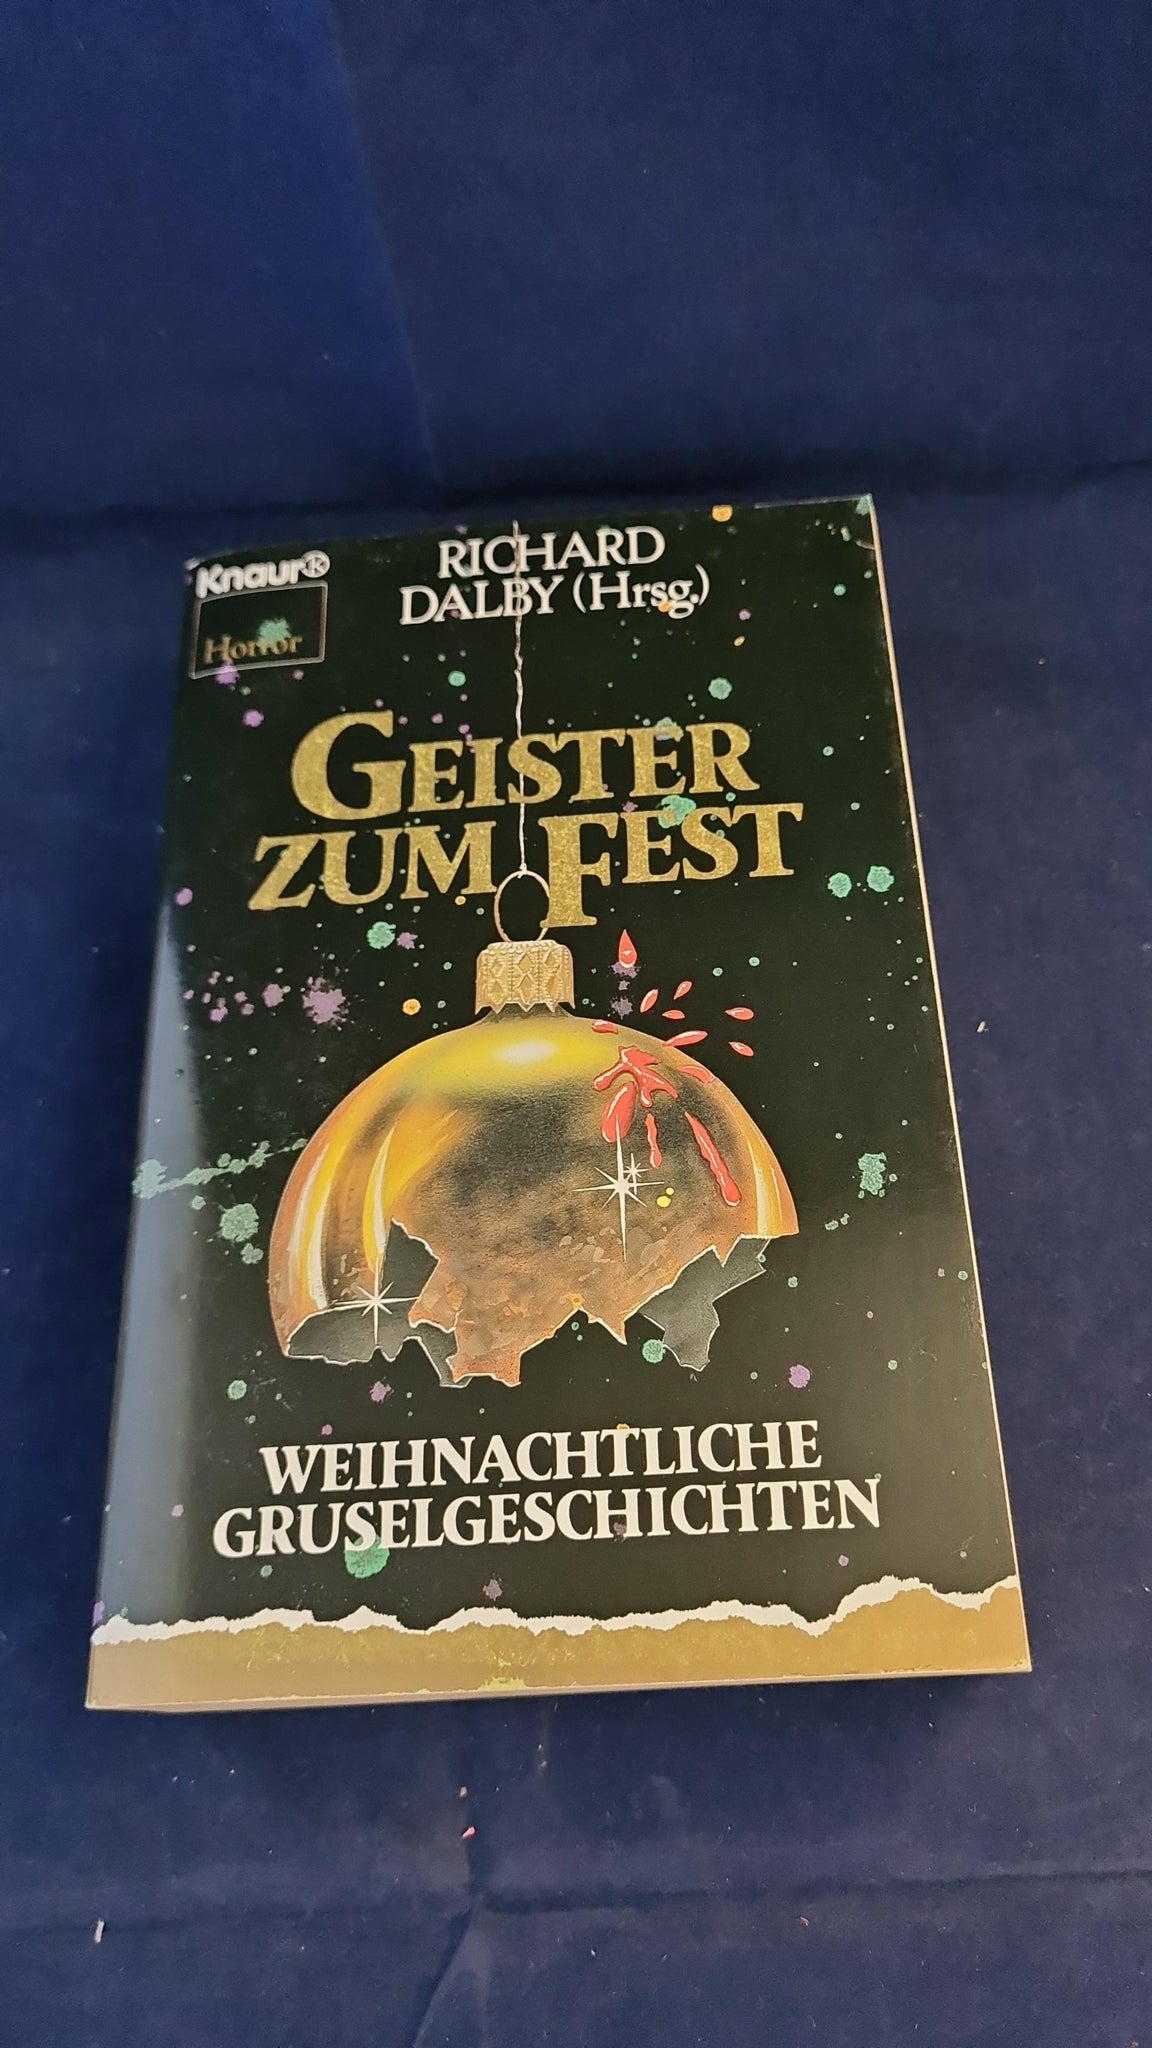 Knaur®
Horror
RICHARD
DALBY (Hrsg.)
GEISTER
ZUM FEST
WEIHNACHTLICHE
GRUSELGESCHICHTEN